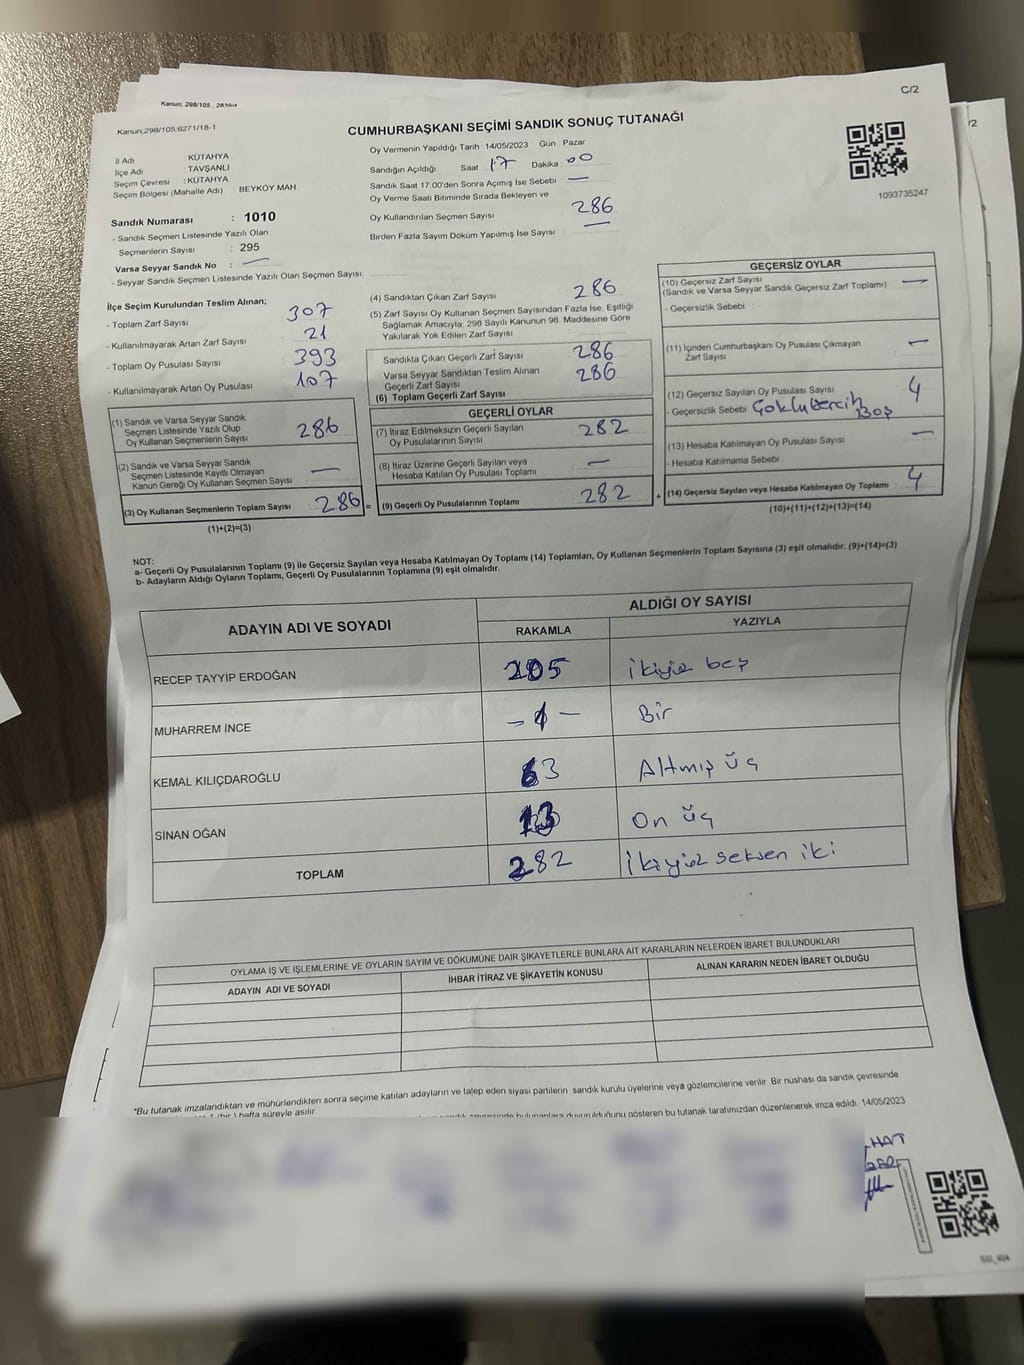 Kanun, 298/105
C/2
/2
Kanun;298/105;6271/18-1
CUMHURBAŞKANI SEÇİMİ SANDIK SONUÇ TUTANAĞI
İl Adı : KÜTAHYA
İlçe Adı : TAVŞANLI
Seçim Çevresi : KÜTAHYA
Seçim Bölgesi (Mahalle Adı) : BEYKÖY MAH
Sandık Numarası : 1010
- Sandık Seçmen Listesinde Yazılı Olan
Seçmenlerin Sayısı : 295
Varsa Seyyar Sandık No : —
- Seyyar Sandık Seçmen Listesinde Yazılı Olan Seçmen Sayısı:
Oy Vermenin Yapıldığı Tarih 14/05/2023 Gün Pazar
Sandığın Açıldığı Saat 17 Dakika 00
Sandık Saat 17:00'den Sonra Açımış İse Sebebi —
Oy Verme Saati Bitiminde Sırada Bekleyen ve
Oy Kullandırılan Seçmen Sayısı 286
Birden Fazla Sayım Döküm Yapılmış İse Sayısı —
1093735247
İlçe Seçim Kurulundan Teslim Alınan;
- Toplam Zarf Sayısı : 307
- Kullanılmayarak Artan Zarf Sayısı : 21
- Toplam Oy Pusulası Sayısı : 393
- Kullanılmayarak Artan Oy Pusulası : 107
(1) Sandık ve Varsa Seyyar Sandık
Seçmen Listesinde Yazılı Olup
Oy Kullanan Seçmenlerin Sayısı : 286
(2) Sandık ve Varsa Seyyar Sandık
Seçmen Listesinde Kayıtlı Olmayan
Kanun Gereği Oy Kullanan Seçmen Sayısı : —
(3) Oy Kullanan Seçmenlerin Toplam Sayısı : 286 =
(1)+(2)=(3)
(4) Sandıktan Çıkan Zarf Sayısı : 286
(5) Zarf Sayısı Oy Kullanan Seçmen Sayısından Fazla İse, Eşitliği
Sağlamak Amacıyla; 298 Sayılı Kanunun 98. Maddesine Göre
Yakılarak Yok Edilen Zarf Sayısı :
Sandıkta Çıkan Geçerli Zarf Sayısı : 286
Varsa Seyyar Sandıktan Teslim Alınan
Geçerli Zarf Sayısı : 286
(6) Toplam Geçerli Zarf Sayısı
GEÇERLİ OYLAR
(7) İtiraz Edilmeksizin Geçerli Sayılan
Oy Pusulalarının Sayısı : 282
(8) İtiraz Üzerine Geçerli Sayılan veya
Hesaba Katılan Oy Pusulası Toplamı : —
(9) Geçerli Oy Pusulalarının Toplamı : 282 +
GEÇERSİZ OYLAR
(10) Geçersiz Zarf Sayısı
(Sandık ve Varsa Seyyar Sandık Geçersiz Zarf Toplamı) : —
- Geçersizlik Sebebi :
(11) İçinden Cumhurbaşkanı Oy Pusulası Çıkmayan
Zarf Sayısı : —
(12) Geçersiz Sayılan Oy Pusulası Sayısı : 4
- Geçersizlik Sebebi Çoklu tercih
Boş
(13) Hesaba Katılmayan Oy Pusulası Sayısı : —
- Hesaba Katılmama Sebebi :
(14) Geçersiz Sayılan veya Hesaba Katılmayan Oy Toplamı : 4
(10)+(11)+(12)+(13)=(14)
NOT:
a- Geçerli Oy Pusulalarının Toplamı (9) ile Geçersiz Sayılan veya Hesaba Katılmayan Oy Toplamı (14) Toplamları, Oy Kullanan Seçmenlerin Toplam Sayısına (3) eşit olmalıdır. (9)+(14)=(3)
b- Adayların Aldığı Oyların Toplamı, Geçerli Oy Pusulalarının Toplamına (9) eşit olmalıdır.
ADAYIN ADI VE SOYADI
ALDIĞI OY SAYISI
RAKAMLA YAZIYLA
RECEP TAYYİP ERDOĞAN 205 ikiyüz beş
MUHARREM İNCE -1- Bir
KEMAL KILIÇDAROĞLU 63 Altmış üç
SİNAN OĞAN 13 On üç
TOPLAM 282 ikiyüz seksen iki
OYLAMA İŞ VE İŞLEMLERİNE VE OYLARIN SAYIM VE DÖKÜMÜNE DAİR ŞİKAYETLERLE BUNLARA AİT KARARLARIN NELERDEN İBARET BULUNDUKLARI
ADAYIN ADI VE SOYADI İHBAR İTİRAZ VE ŞİKAYETİN KONUSU ALINAN KARARIN NEDEN İBARET OLDUĞU
*Bu tutanak imzalandıktan ve mühürlendikten sonra seçime katılan adayların ve talep eden siyasi partilerin sandık kurulu üyelerine veya gözlemcilerine verilir. Bir nüshası da sandık çevresinde
1 (bir ) hafta süreyle asılır.
sandık çevresinde bulunanlara duyurulduğunu gösteren bu tutanak tarafımızdan düzenlenerek imza edildi. 14/05/2023